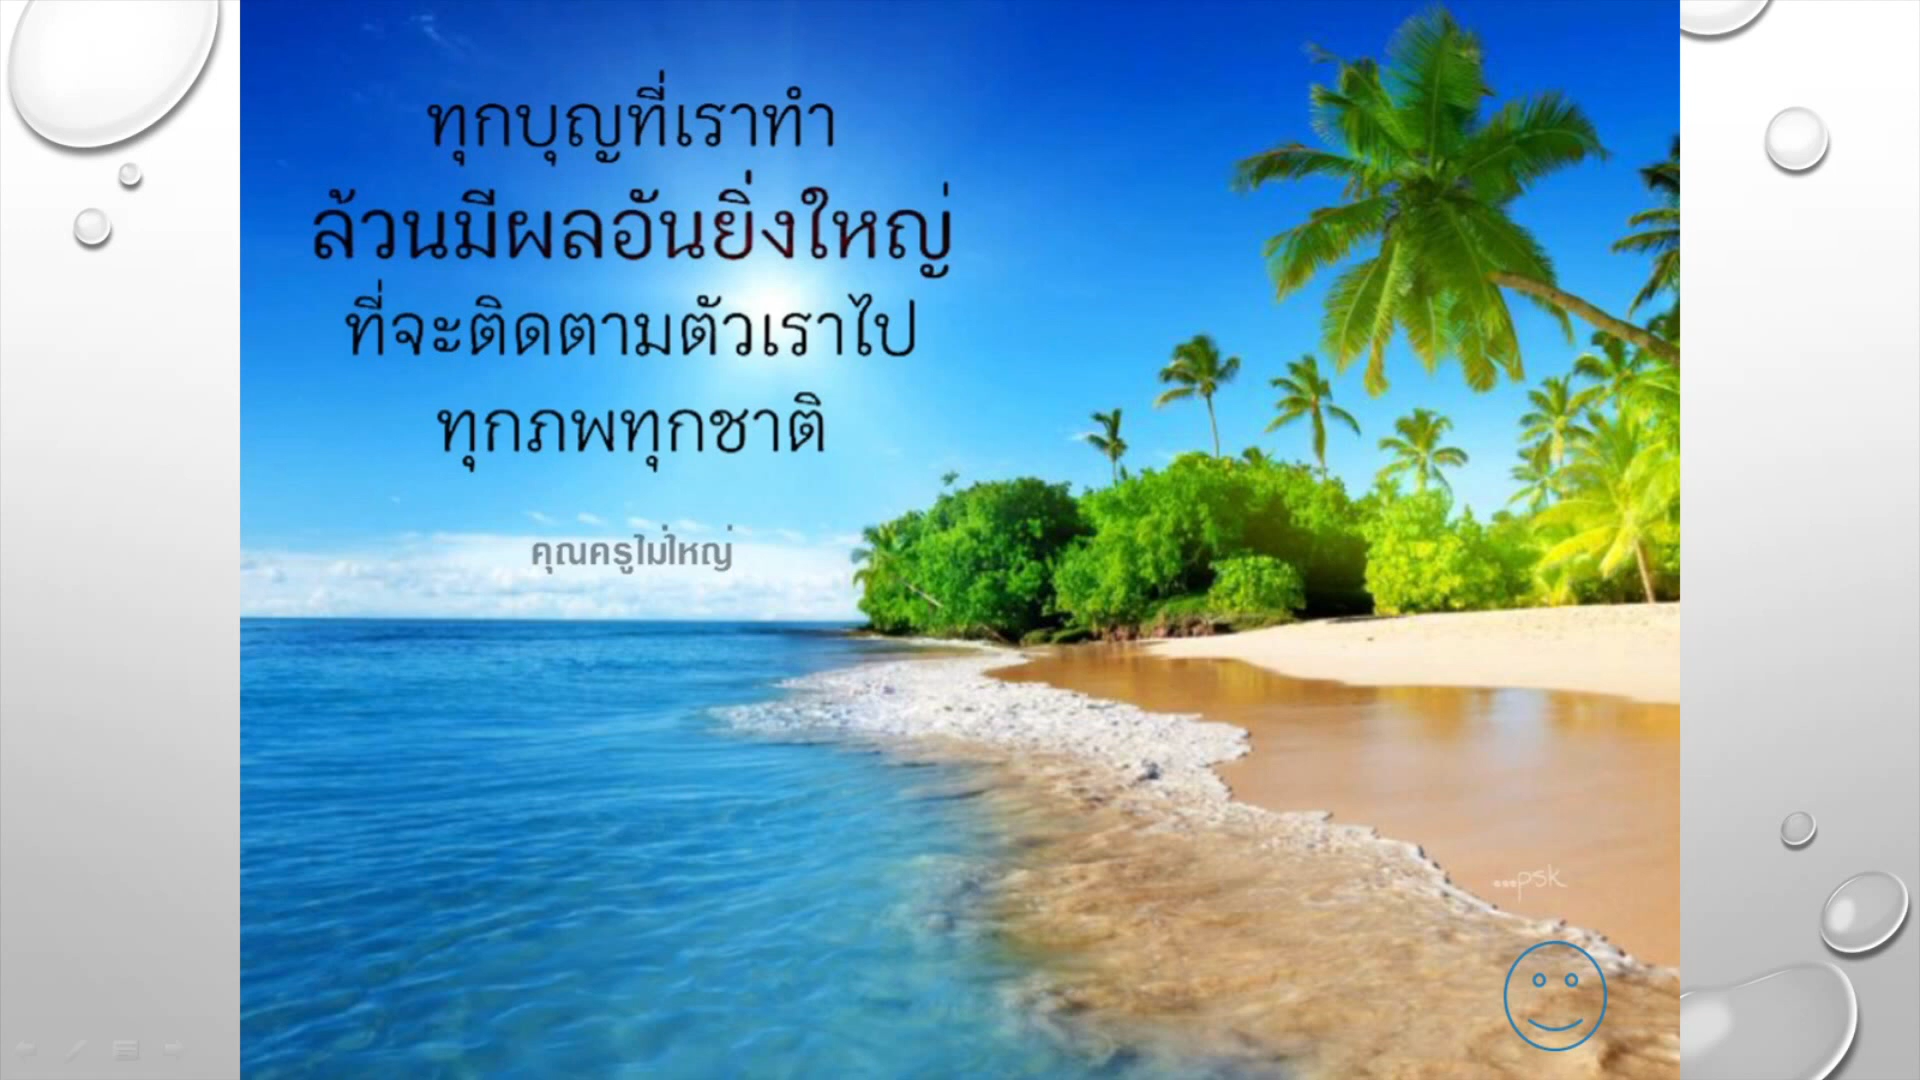 ทุกบุญที่เราทำ
ล้วนมีผลอันยิ่งใหญ่
ที่จะติดตามตัวเราไป
ทุกภพทุกชาติ
คุณครูไม่ใหญ่
...psk